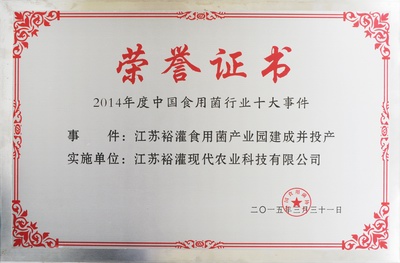 荣誉证书
2014年度中国食用菌行业十大事件
事　件：江苏裕灌食用菌产业园建成并投产
实施单位：江苏裕灌现代农业科技有限公司
二〇一五年三月三十一日